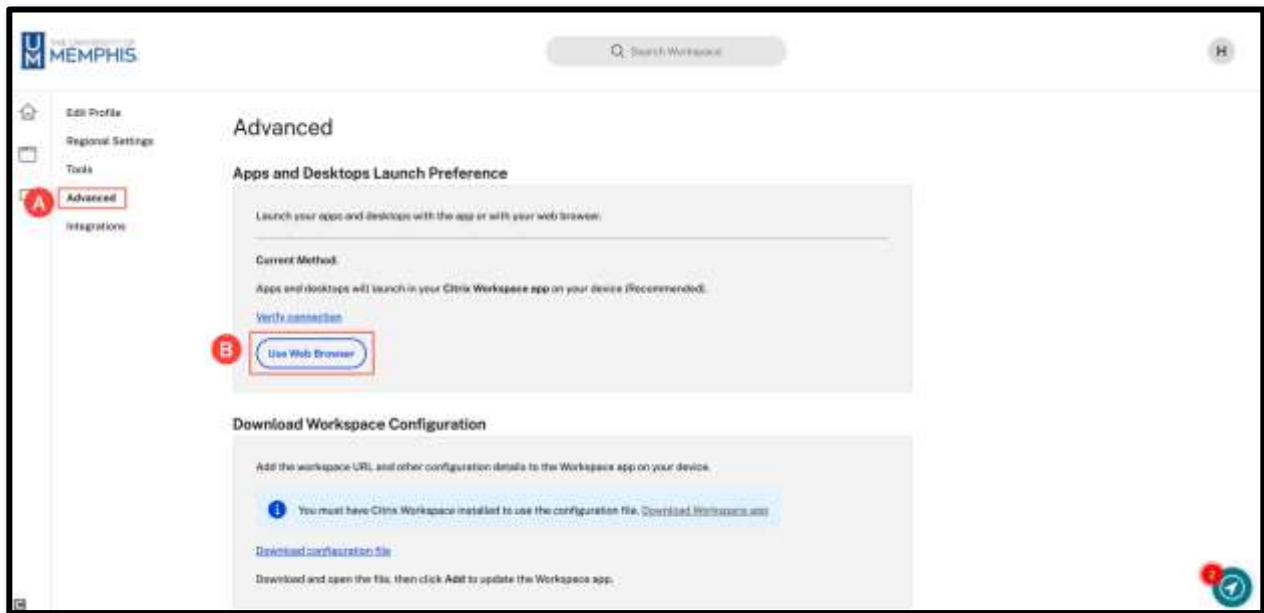 UM
THE UNIVERSITY OF
MEMPHIS
Search Workspace
H
Edit Profile
Regional Settings
Tools
A
Advanced
Integrations
Advanced
Apps and Desktops Launch Preference
Launch your apps and desktops with the app or with your web browser.
Current Method:
Apps and desktops will launch in your Citrix Workspace app on your device (Recommended).
Verify connection
B
Use Web Browser
Download Workspace Configuration
Add the workspace URL and other configuration details to the Workspace app on your device.
You must have Citrix Workspace installed to use the configuration file. Download Workspace app
Download configuration file
Download and open the file, then click Add to update the Workspace app.
2